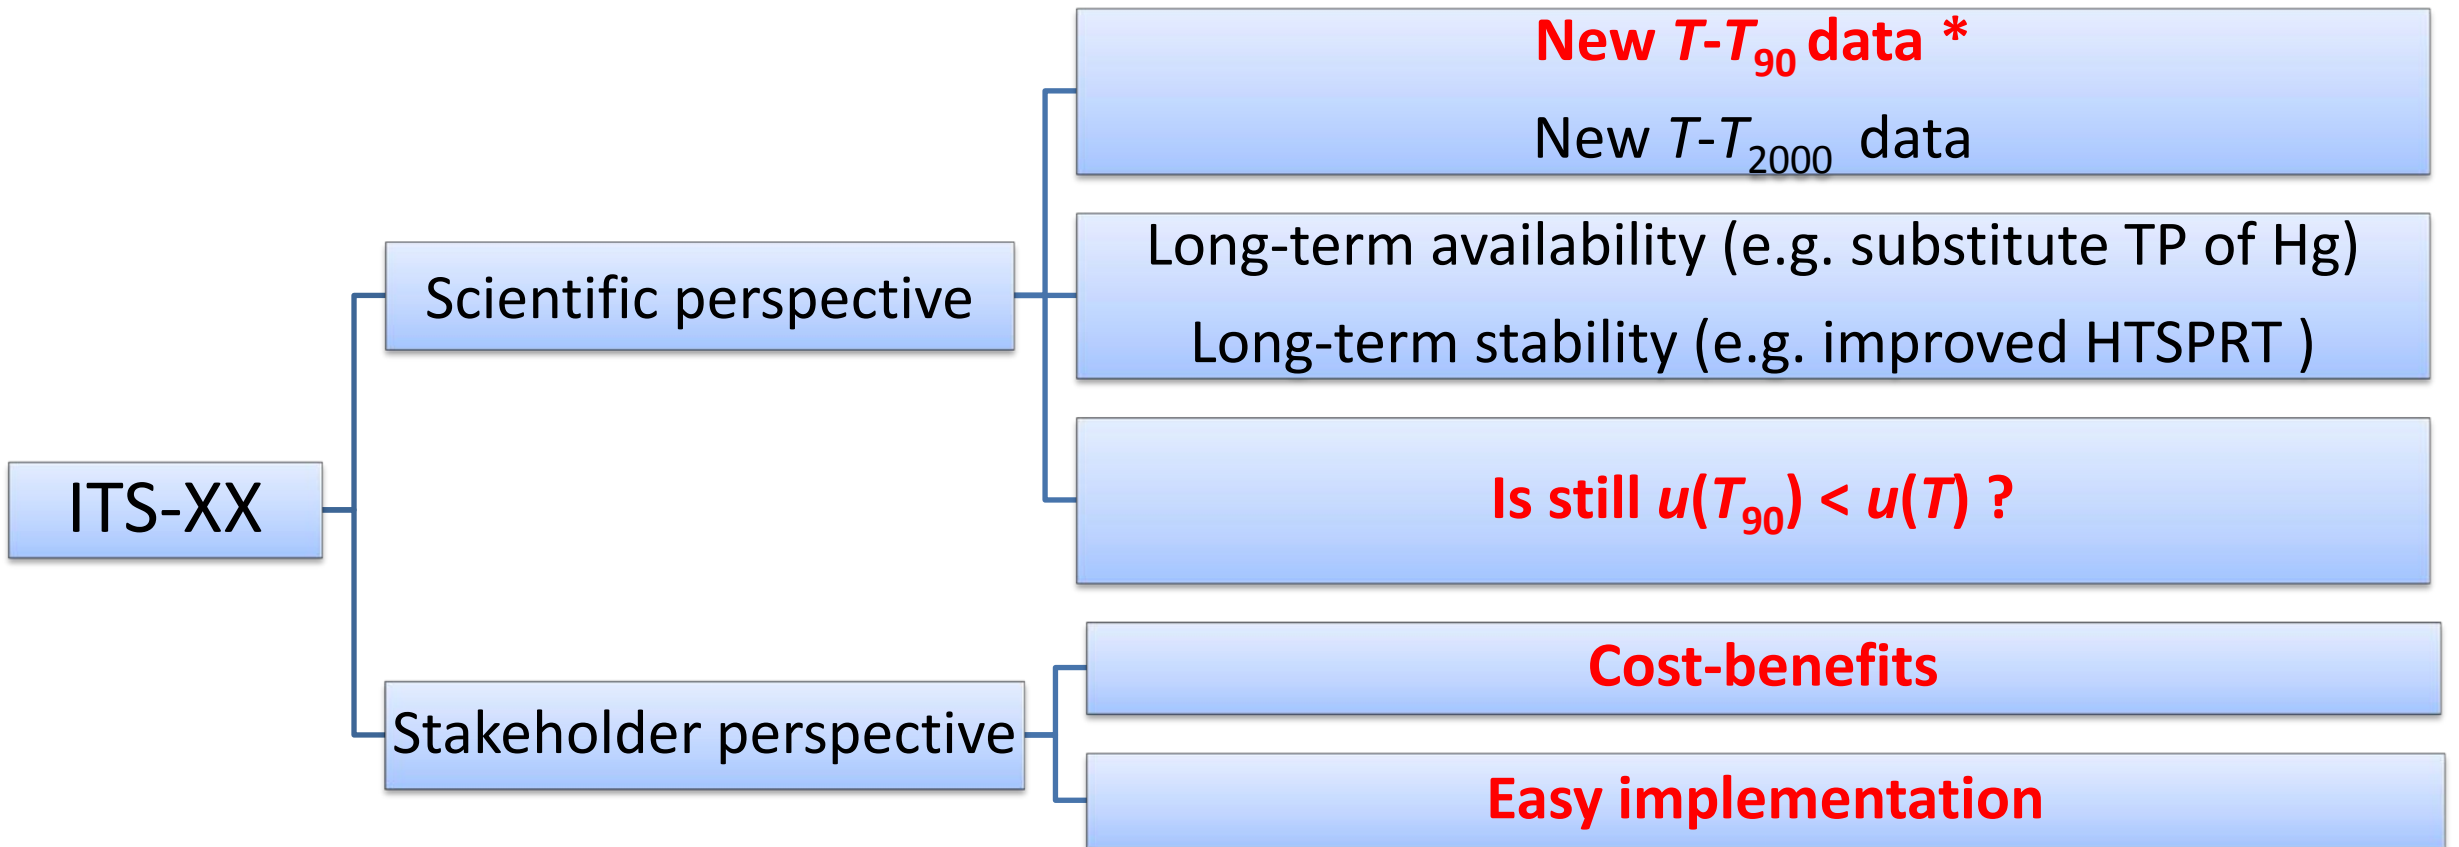 New T-T90 data *
New T-T2000 data
Long-term availability (e.g. substitute TP of Hg)
Scientific perspective
Long-term stability (e.g. improved HTSPRT )
ITS-XX
Is still u(T90) < u(T) ?
Cost-benefits
Stakeholder perspective
Easy implementation